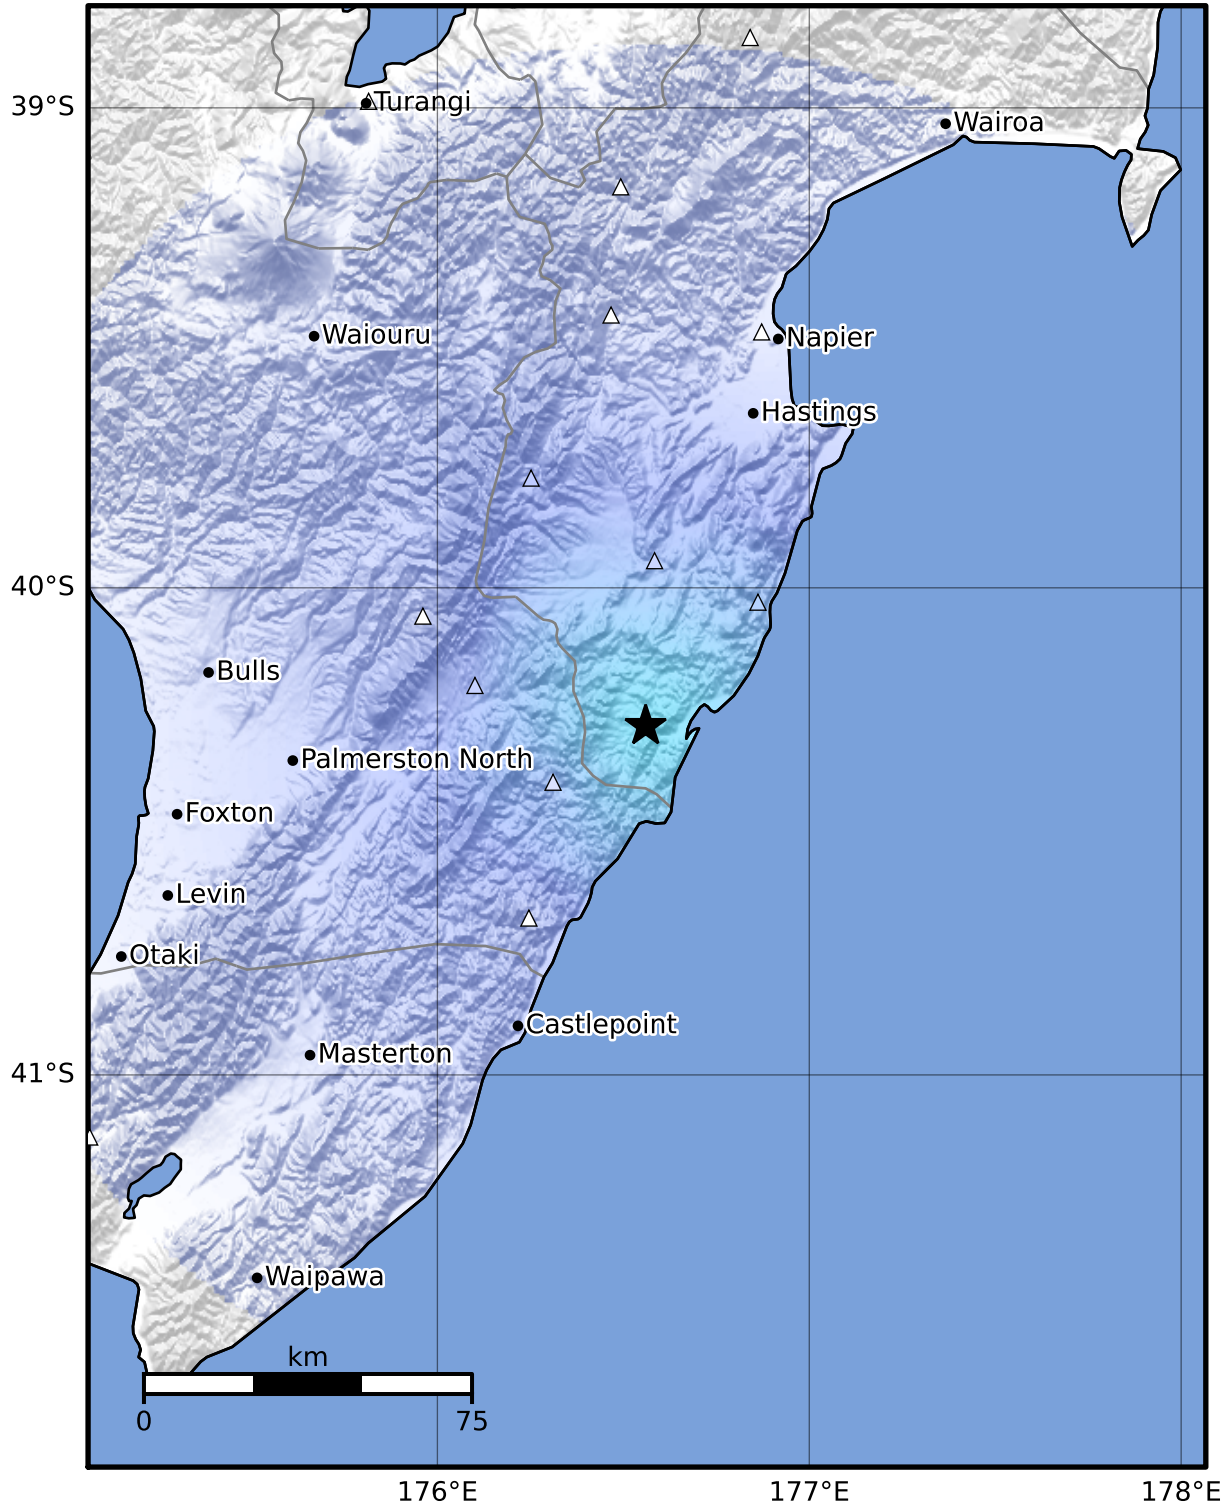 39°S
Turangi
Wairoa
Waiouru
Napier
Hastings
40°S
Bulls
Palmerston North
Foxton
Levin
Otaki
Castlepoint
Masterton
41°S
Waipawa
km
0
75
176°E
177°E
178°E